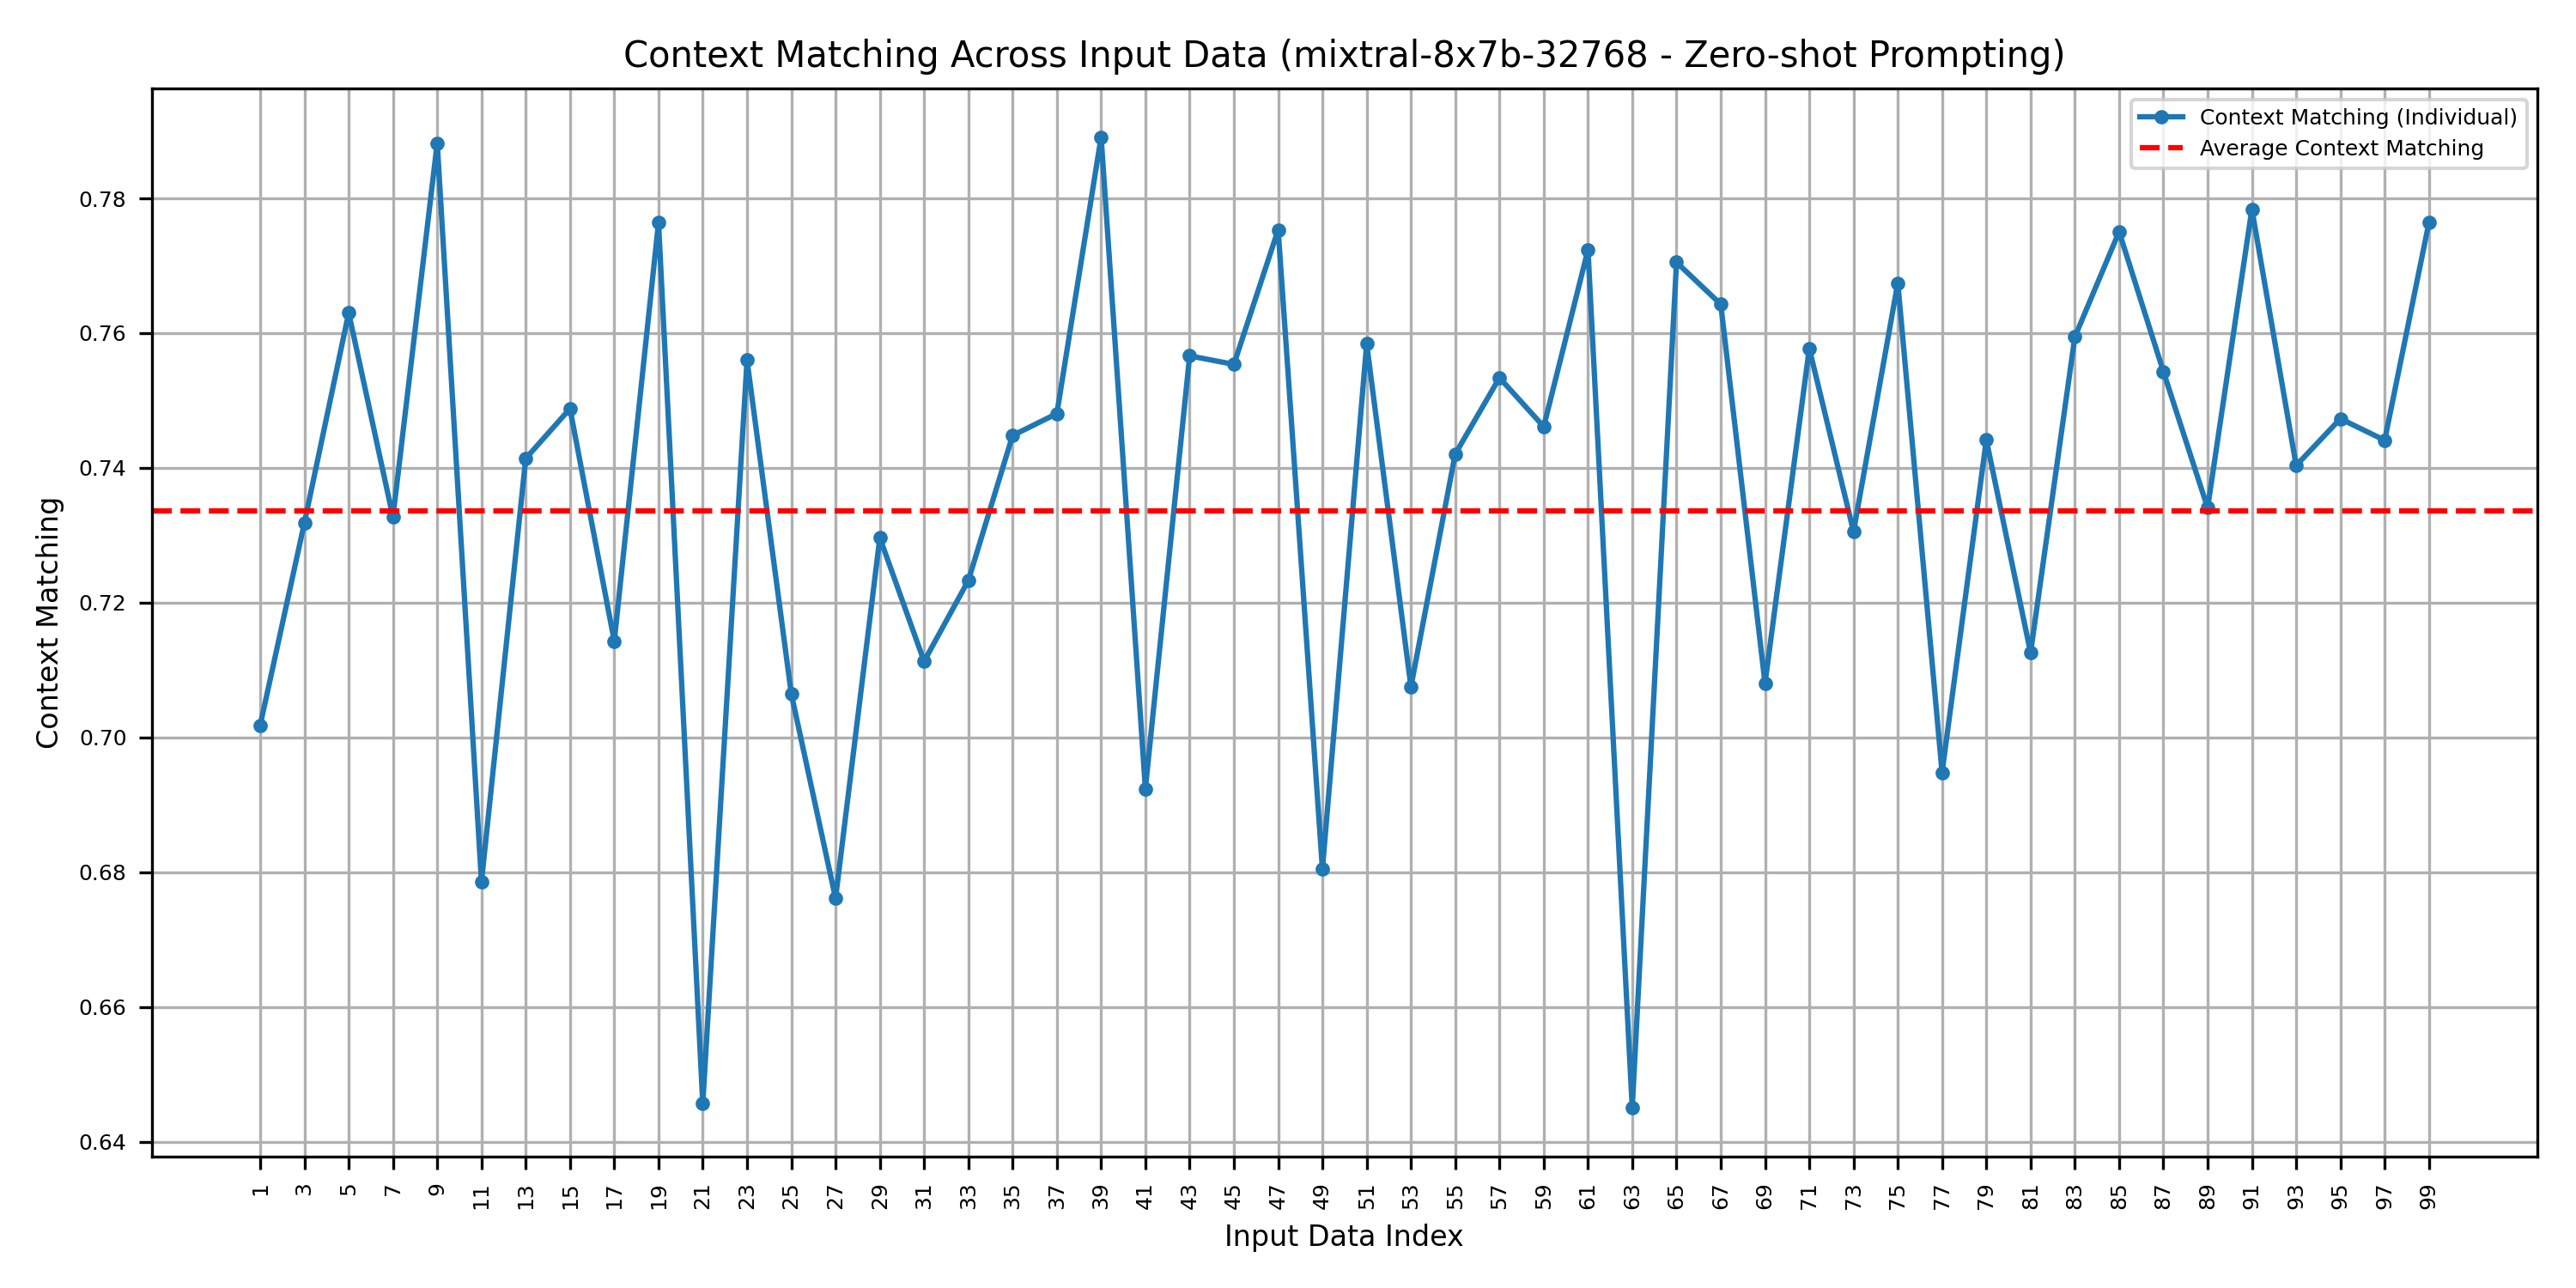 Context Matching Across Input Data (mixtral-8x7b-32768 - Zero-shot Prompting)
Context Matching (Individual)
Average Context Matching
Context Matching
0.78
0.76
0.74
0.72
0.70
0.68
0.66
0.64
1 3 5 7 9 11 13 15 17 19 21 23 25 27 29 31 33 35 37 39 41 43 45 47 49 51 53 55 57 59 61 63 65 67 69 71 73 75 77 79 81 83 85 87 89 91 93 95 97 99
Input Data Index